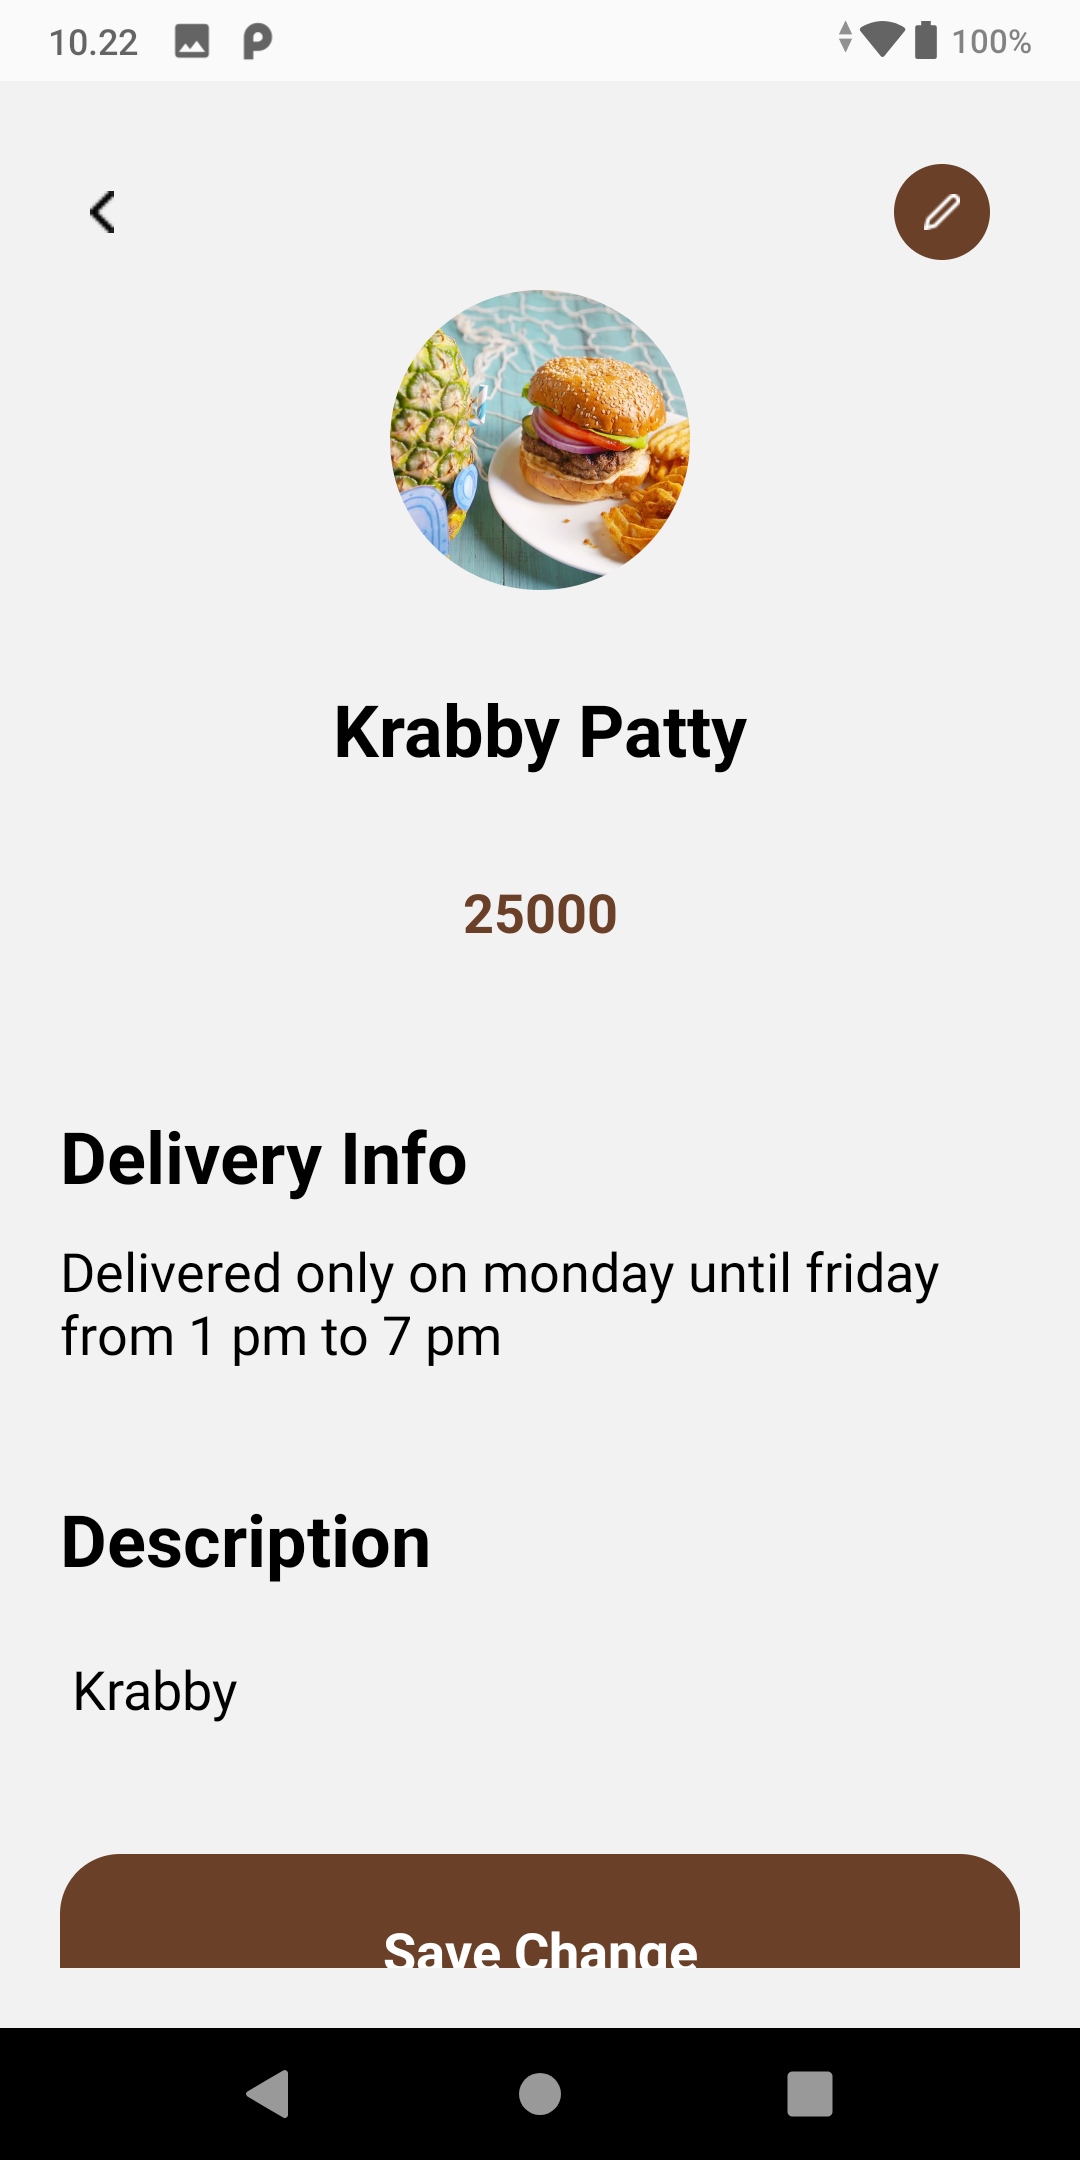 10.22
100%
Krabby Patty
25000
Delivery Info
Delivered only on monday until friday
from 1 pm to 7 pm
Description
Krabby
Save Change